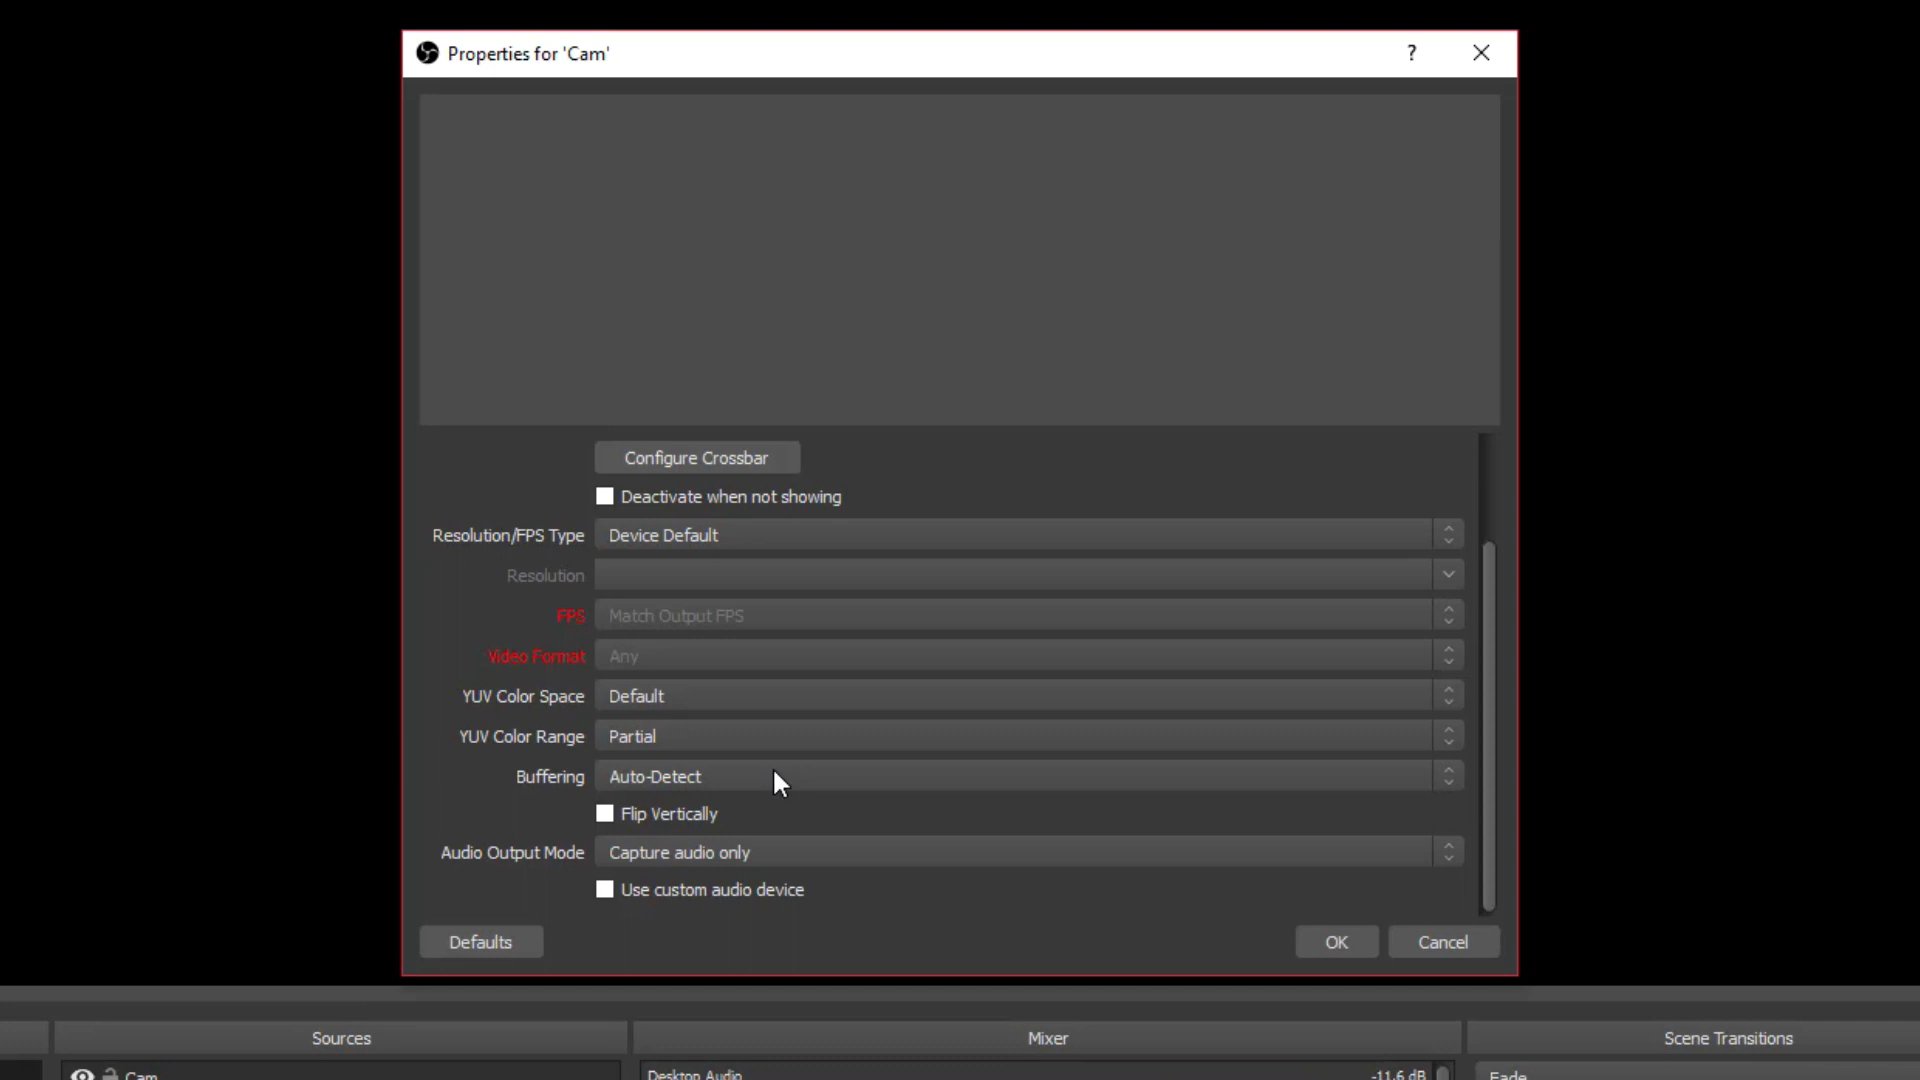 Properties for 'Cam'
?
Configure Crossbar
Deactivate when not showing
Resolution/FPS Type Device Default
Resolution
FPS Match Output FPS
Video Format Any
YUV Color Space Default
YUV Color Range Partial
Buffering Auto-Detect
Flip Vertically
Audio Output Mode Capture audio only
Use custom audio device
Defaults OK Cancel
Sources Mixer Scene Transitions
Cam Desktop Audio -11.6 dB Fade